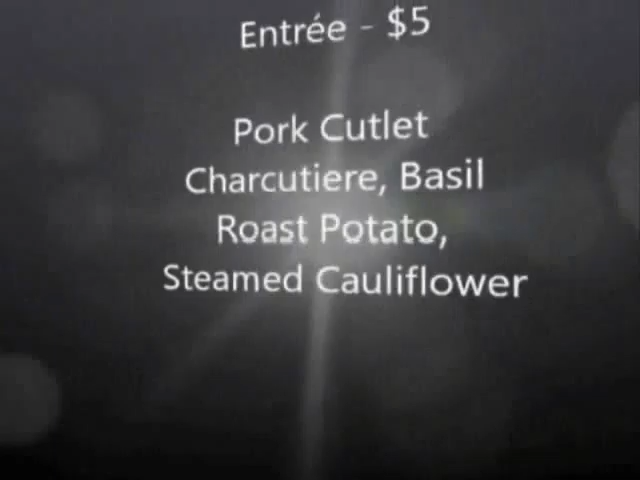 Entrée - $5
Pork Cutlet
Charcutiere, Basil
Roast Potato,
Steamed Cauliflower